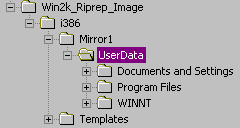 Win2k_Riprep_Image
i386
Mirror1
UserData
Documents and Settings
Program Files
WINNT
Templates